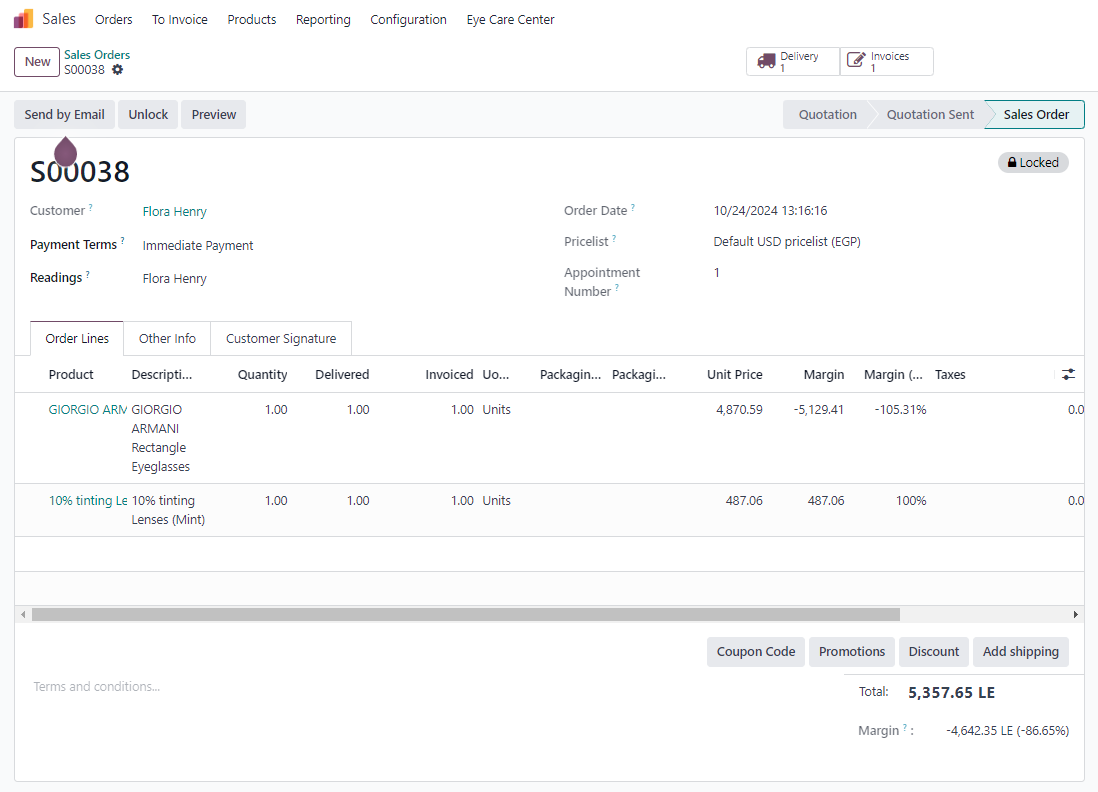 Sales Orders To Invoice Products Reporting Configuration Eye Care Center
New
Sales Orders
S00038
Delivery
1
Invoices
1
Send by Email Unlock Preview
Quotation Quotation Sent Sales Order
S00038
Locked
Customer ? Flora Henry
Payment Terms ? Immediate Payment
Readings ? Flora Henry
Order Date ? 10/24/2024 13:16:16
Pricelist ? Default USD pricelist (EGP)
Appointment 1
Number ?
Order Lines Other Info Customer Signature
Product Descripti... Quantity Delivered Invoiced Uo... Packagin... Packagi... Unit Price Margin Margin (... Taxes
GIORGIO ARM GIORGIO 1.00 1.00 1.00 Units 4,870.59 -5,129.41 -105.31% 0.0
ARMANI
Rectangle
Eyeglasses
10% tinting Le 10% tinting 1.00 1.00 1.00 Units 487.06 487.06 100% 0.0
Lenses (Mint)
Coupon Code Promotions Discount Add shipping
Terms and conditions...
Total: 5,357.65 LE
Margin ? : -4,642.35 LE (-86.65%)